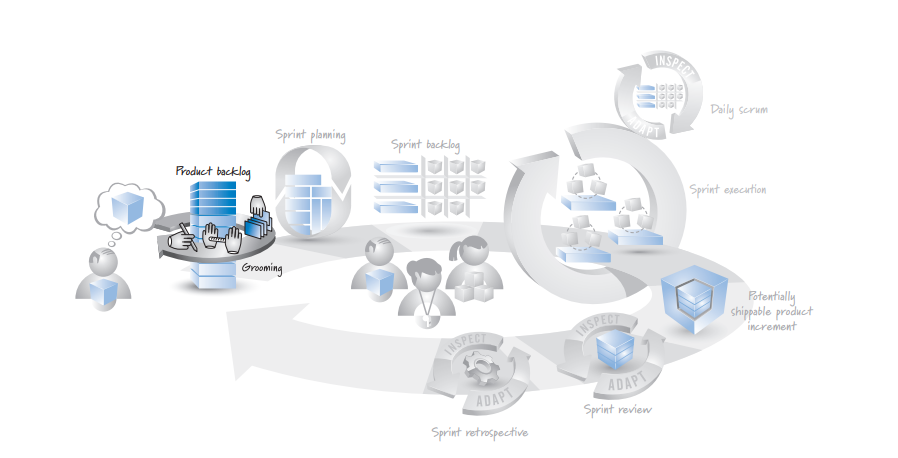 INSPECT
ADAPT
Daily scrum
Sprint planning
Sprint backlog
Product backlog
Sprint execution
Grooming
Potentially
shippable product
increment
INSPECT
ADAPT
Sprint review
INSPECT
ADAPT
Sprint retrospective